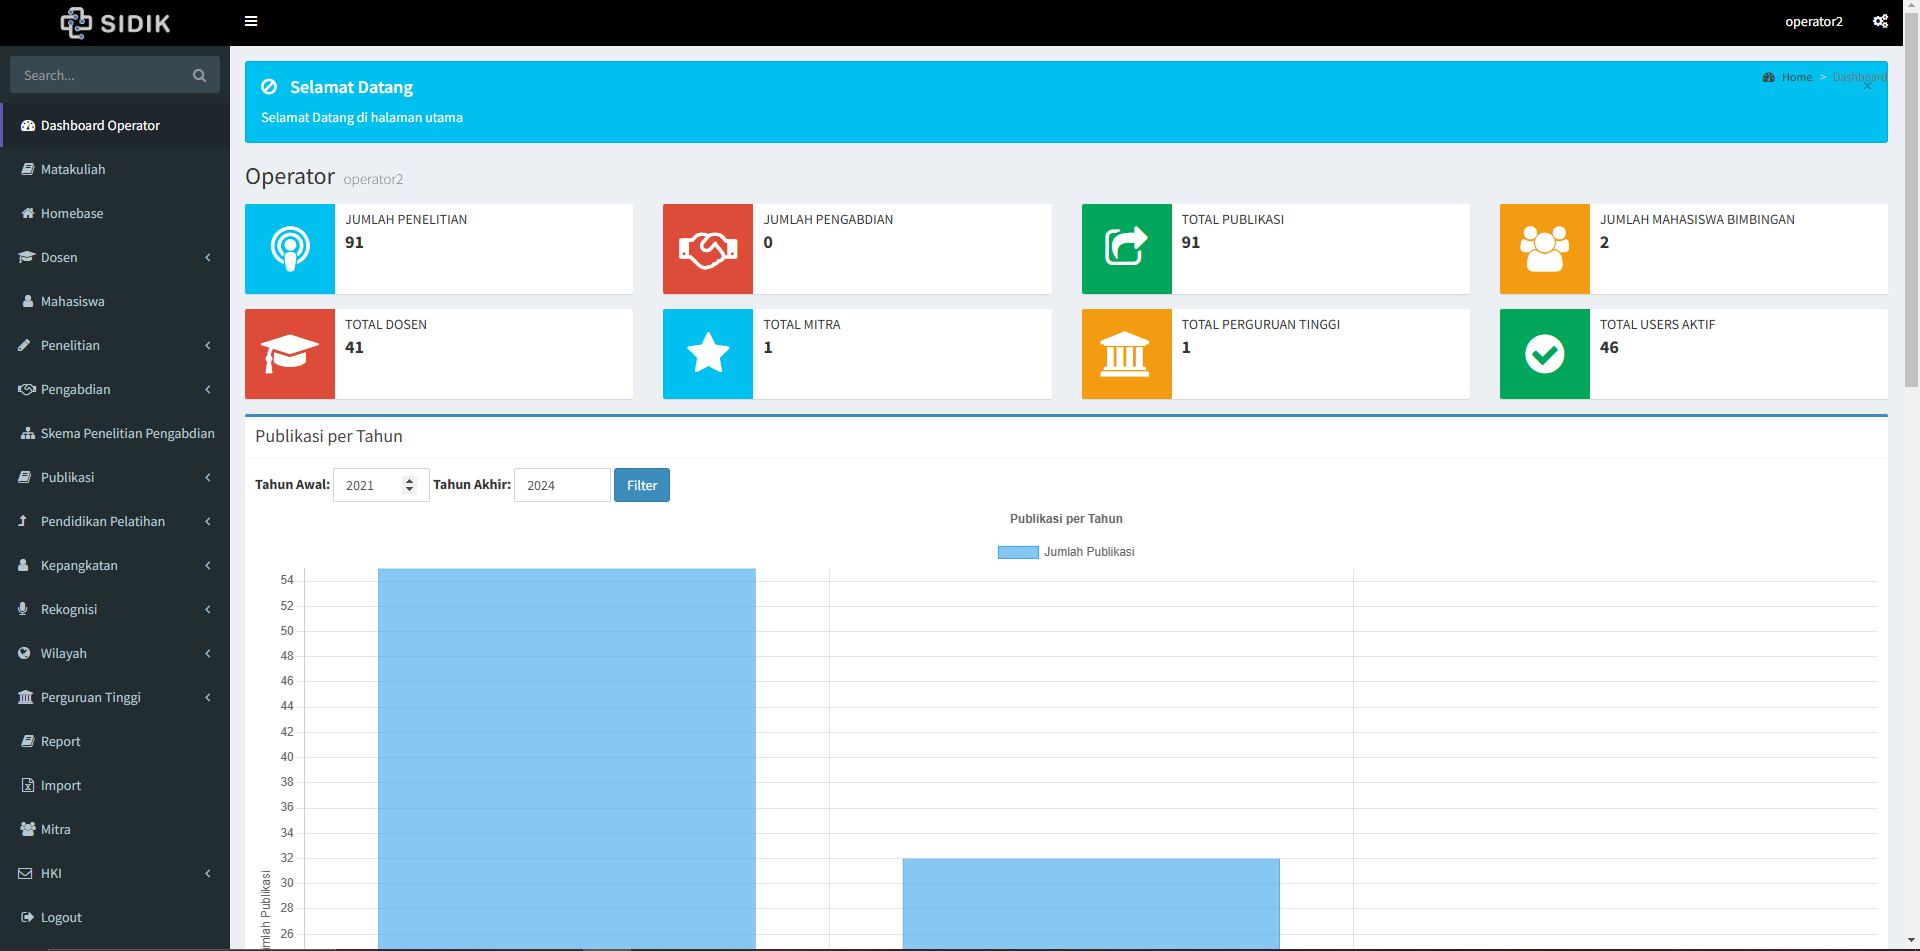 SIDIK
operator2
Search...
Dashboard Operator
Matakuliah
Homebase
Dosen
Mahasiswa
Penelitian
Pengabdian
Skema Penelitian Pengabdian
Publikasi
Pendidikan Pelatihan
Kepangkatan
Rekognisi
Wilayah
Perguruan Tinggi
Report
Import
Mitra
HKI
Logout
Home > Dashboard
×
Selamat Datang
Selamat Datang di halaman utama
Operator operator2
JUMLAH PENELITIAN
91
JUMLAH PENGABDIAN
0
TOTAL PUBLIKASI
91
JUMLAH MAHASISWA BIMBINGAN
2
TOTAL DOSEN
41
TOTAL MITRA
1
TOTAL PERGURUAN TINGGI
1
TOTAL USERS AKTIF
46
Publikasi per Tahun
Tahun Awal: 2021 Tahun Akhir: 2024 Filter
Publikasi per Tahun
Jumlah Publikasi
54
52
50
48
46
44
42
40
38
36
34
32
30
28
26
mlah Publikasi